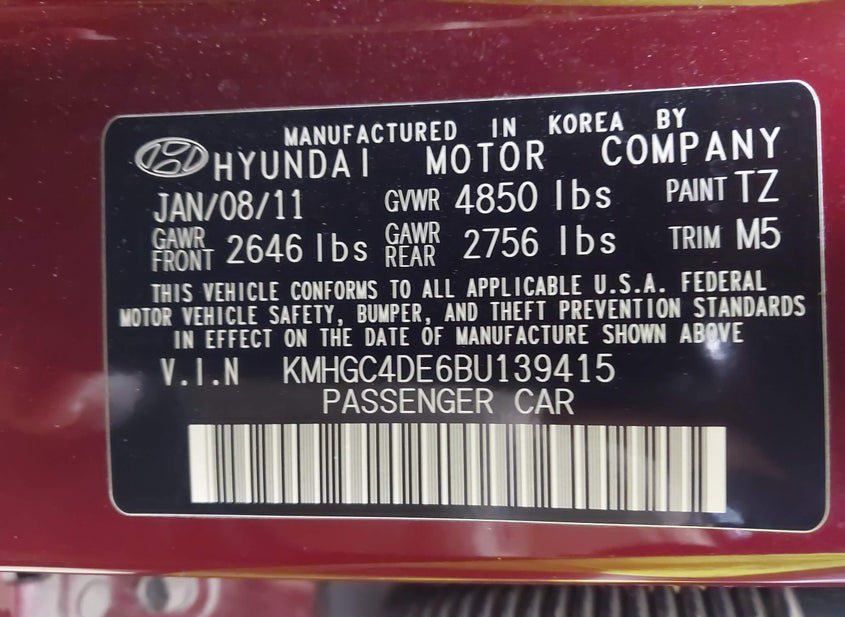 MANUFACTURED IN KOREA BY
HYUNDAI MOTOR COMPANY
JAN/08/11 GVWR 4850 lbs PAINT TZ
GAWR FRONT 2646 lbs GAWR REAR 2756 lbs TRIM M5
THIS VEHICLE CONFORMS TO ALL APPLICABLE U.S.A. FEDERAL
MOTOR VEHICLE SAFETY, BUMPER, AND THEFT PREVENTION STANDARDS
IN EFFECT ON THE DATE OF MANUFACTURE SHOWN ABOVE
V.I.N KMHGC4DE6BU139415
PASSENGER CAR